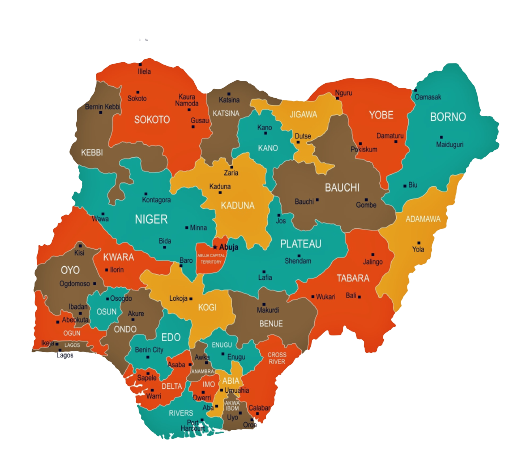 Illela
Sokoto
Kaura
Namoda
Gusau
SOKOTO
Bernin Kebbi
KEBBI
Katsina
KATSINA
Kano
KANO
JIGAWA
Dutse
Nguru
YOBE
Damaturu
Potiskum
Damasak
BORNO
Maiduguri
Biu
Zaria
Kaduna
KADUNA
BAUCHI
Bauchi
Gombe
ADAMAWA
Yola
Kontagora
NIGER
Wawa
Minna
Bida
Baro
Jos
PLATEAU
Shendam
Lafia
Abuja
ABUJA CAPITAL
TERRITORY
TABARA
Jalingo
Bali
Wukari
Kisi
KWARA
Ilorin
OYO
Ogdomoso
Ibadan
OSUN
Osogbo
Lokoja
KOGI
Makurdi
BENUE
OGUN
Abeokuta
Ikeja
LAGOS
Lagos
ONDO
Akure
EDO
Benin City
ENUGU
Enugu
Awka
ANAMBRA
Asaba
CROSS
RIVER
Sapele
Warri
DELTA
IMO
Owerri
ABIA
Umuahia
Aba
AKWA
IBOM
Uyo
Calabar
Oron
RIVERS
Port
Harcourt